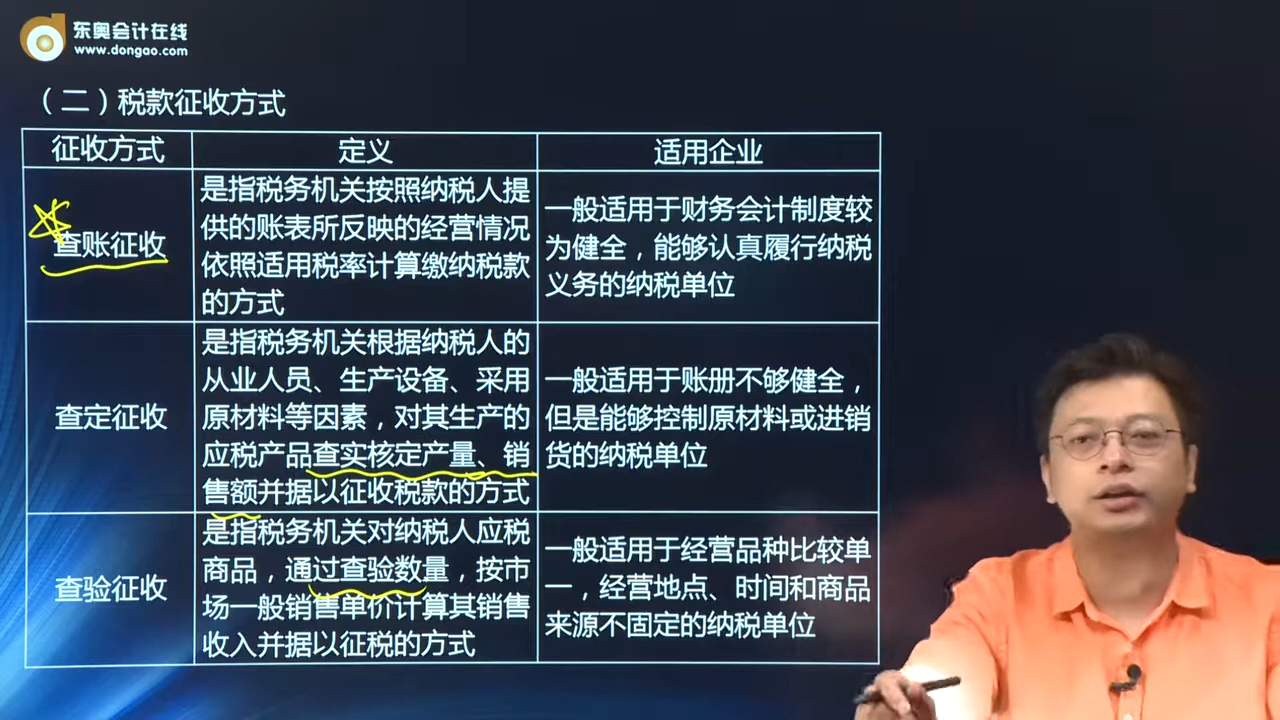 东奥会计在线
www.dongao.com
（二）税款征收方式
征收方式
定义
适用企业
查账征收
是指税务机关按照纳税人提
供的账表所反映的经营情况
依照适用税率计算缴纳税款
的方式
一般适用于财务会计制度较
为健全，能够认真履行纳税
义务的纳税单位
查定征收
是指税务机关根据纳税人的
从业人员、生产设备、采用
原材料等因素，对其生产的
应税产品查实核定产量、销
售额并据以征收税款的方式
一般适用于账册不够健全，
但是能够控制原材料或进销
货的纳税单位
查验征收
是指税务机关对纳税人应税
商品，通过查验数量，按市
场一般销售单价计算其销售
收入并据以征税的方式
一般适用于经营品种比较单
一，经营地点、时间和商品
来源不固定的纳税单位